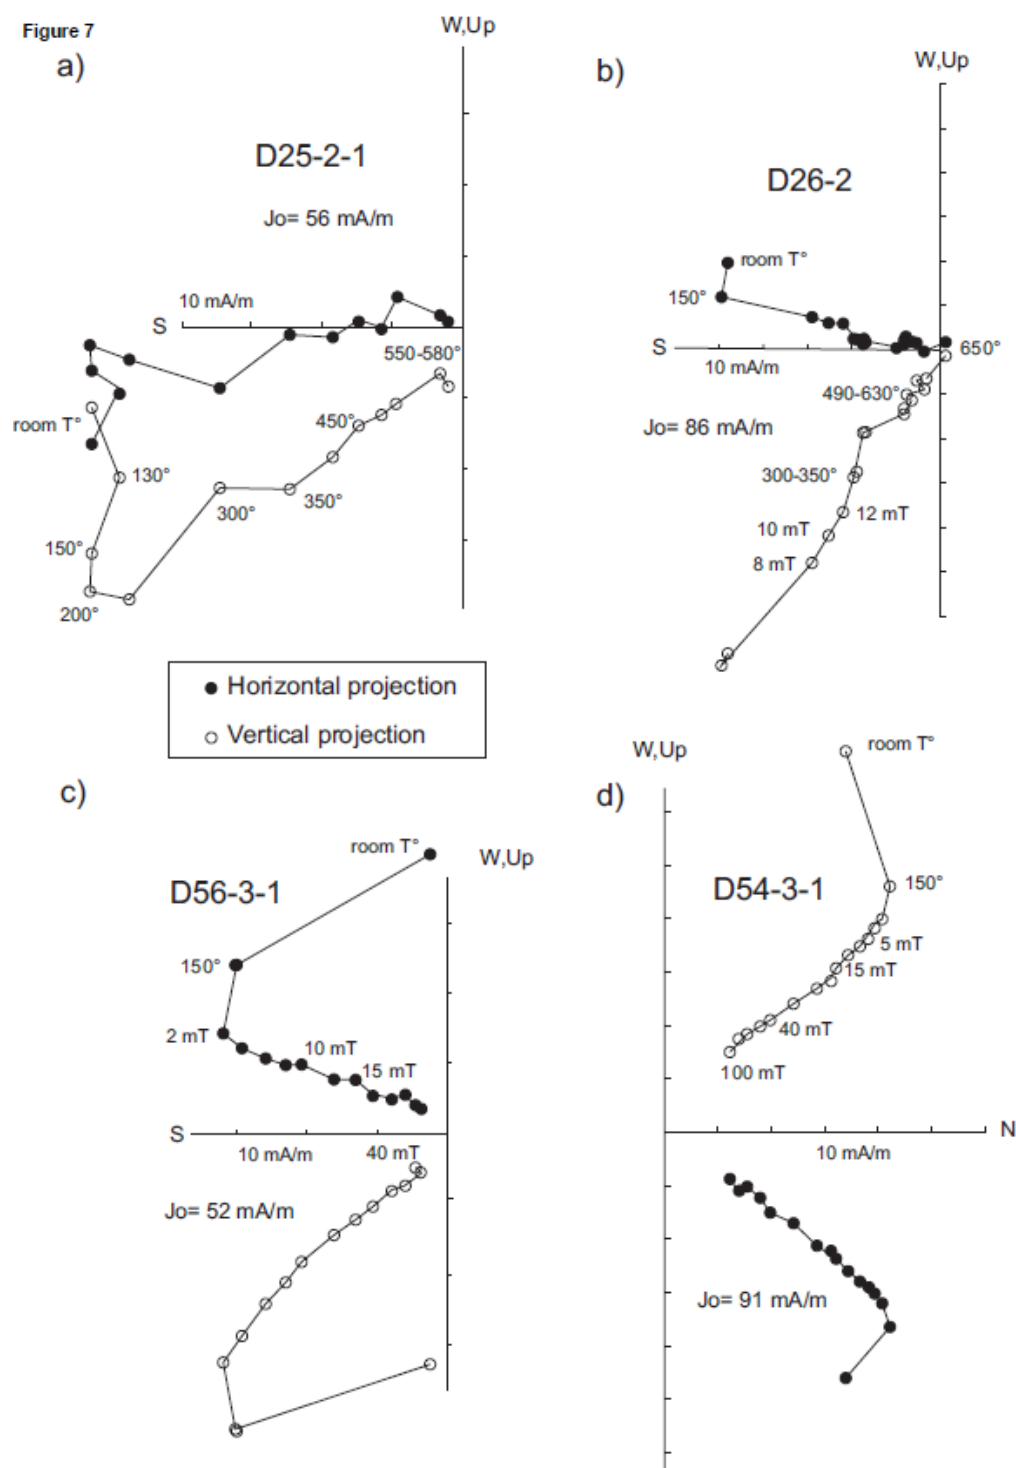 Figure 7
W,Up
a)
D25-2-1
Jo= 56 mA/m
10 mA/m
S
550-580°
room T°
450°
130°
300°
350°
150°
200°
W,Up
b)
D26-2
room T°
150°
S
650°
10 mA/m
490-630°
Jo= 86 mA/m
300-350°
12 mT
10 mT
8 mT
Horizontal projection
Vertical projection
c)
room T°
W,Up
D56-3-1
150°
2 mT
10 mT
15 mT
S
10 mA/m
40 mT
Jo= 52 mA/m
W,Up
room T°
d)
D54-3-1
150°
5 mT
15 mT
40 mT
100 mT
N
10 mA/m
Jo= 91 mA/m